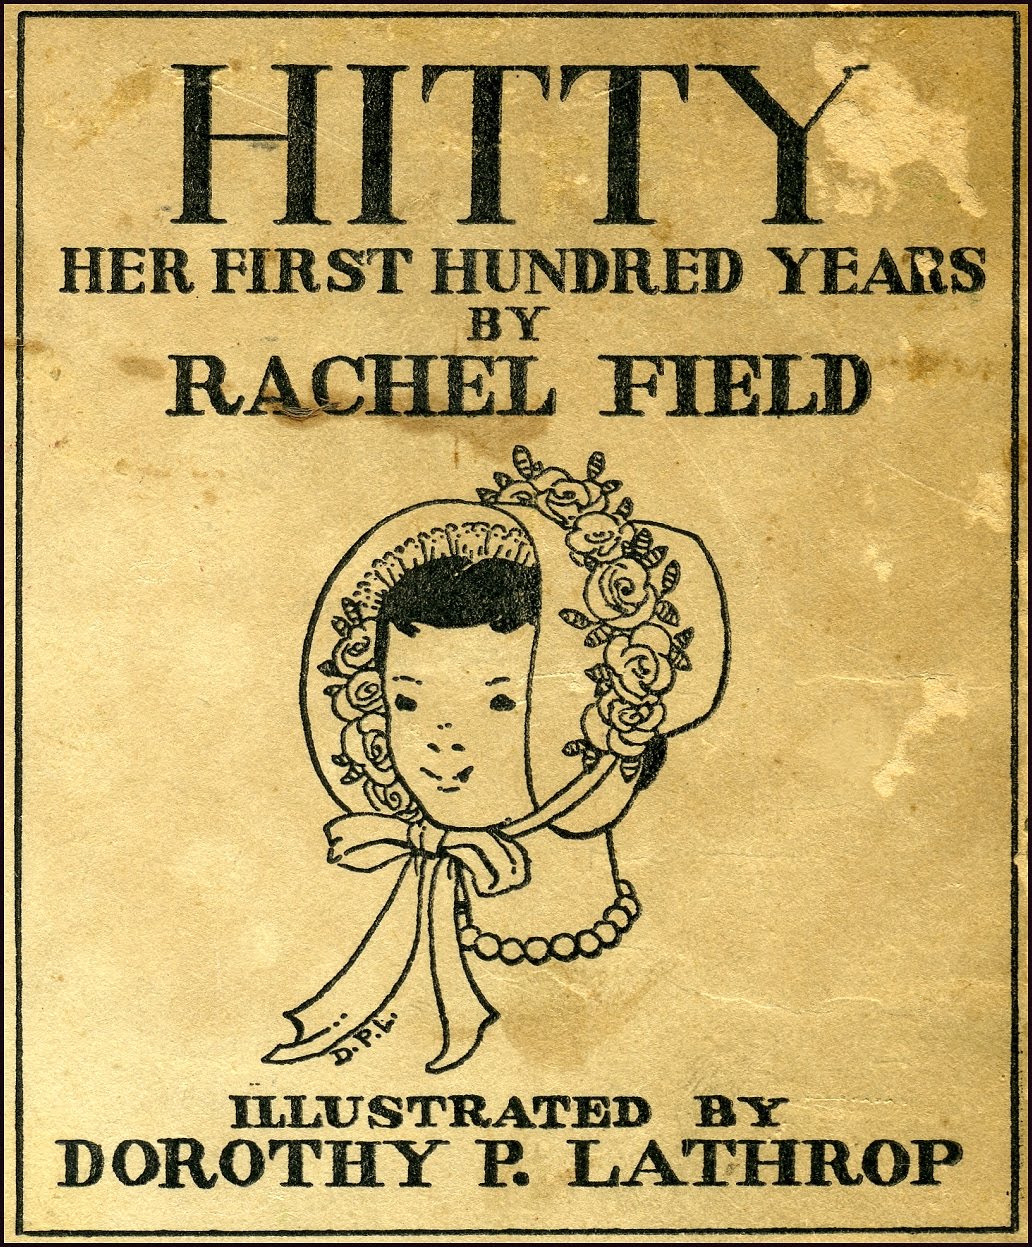 HITTY
HER FIRST HUNDRED YEARS
BY
RACHEL FIELD
D.P.L.
ILLUSTRATED BY
DOROTHY P. LATHROP